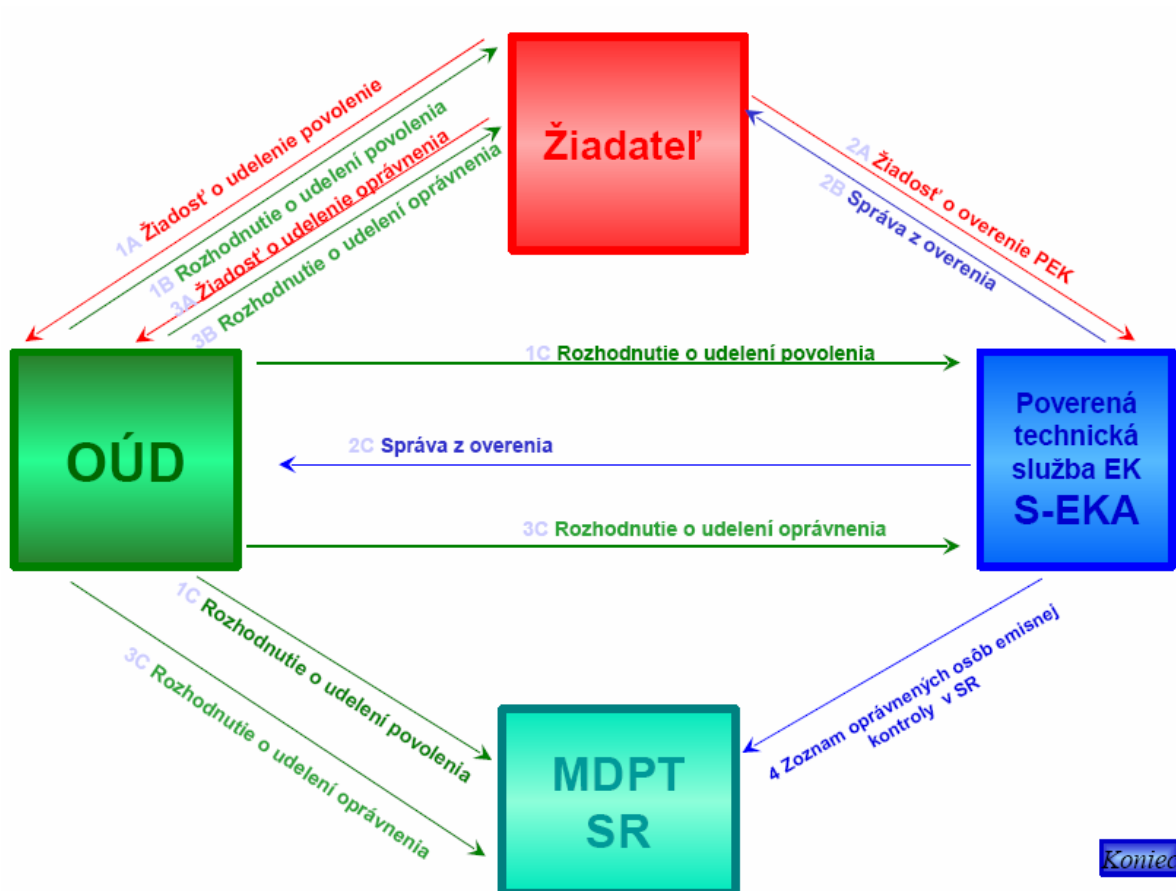 Žiadateľ
1A Žiadosť o udelenie povolenie
1B Rozhodnutie o udelení povolenia
3A Žiadosť o udelenie oprávnenia
3B Rozhodnutie o udelení oprávnenia
2A Žiadosť o overenie PEK
2B Správa z overenia
OÚD
1C Rozhodnutie o udelení povolenia
2C Správa z overenia
3C Rozhodnutie o udelení oprávnenia
Poverená
technická
služba EK
S-EKA
1C Rozhodnutie o udelení povolenia
3C Rozhodnutie o udelení oprávnenia
4 Zoznam oprávnených osôb emisnej
kontroly v SR
MDPT
SR
Koniec